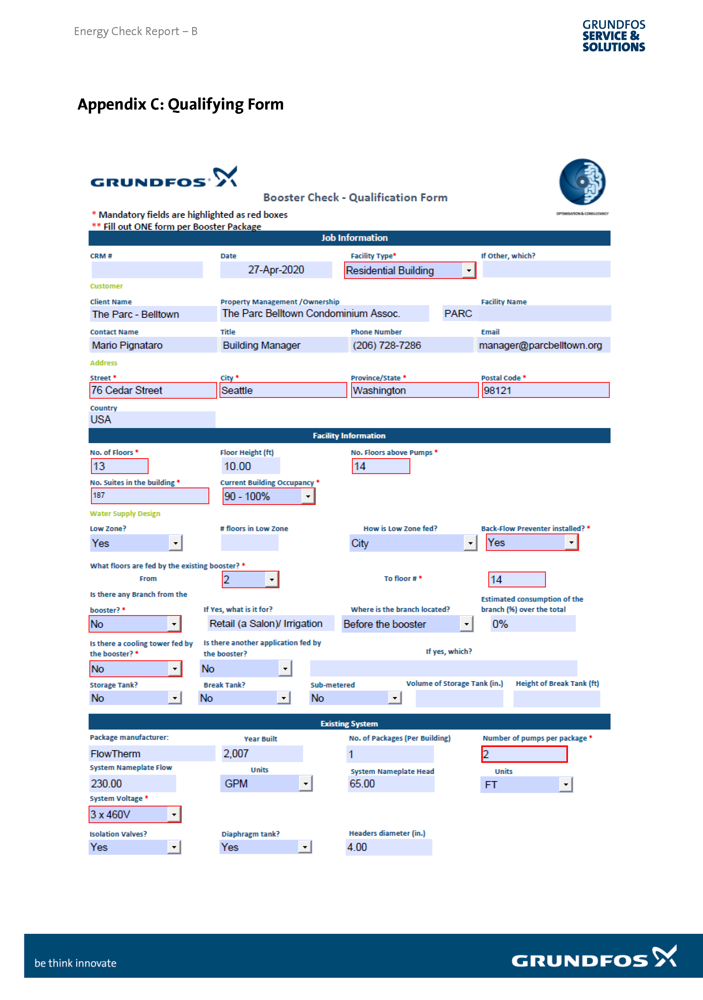 Energy Check Report – B
GRUNDFOS
SERVICE &
SOLUTIONS
Appendix C: Qualifying Form
GRUNDFOS
Booster Check - Qualification Form
OPTIMISATION & CONSULTANCY
* Mandatory fields are highlighted as red boxes
** Fill out ONE form per Booster Package
Job Information
CRM # Date Facility Type* If Other, which?
27-Apr-2020 Residential Building
Customer
Client Name Property Management /Ownership Facility Name
The Parc - Belltown The Parc Belltown Condominium Assoc. PARC
Contact Name Title Phone Number Email
Mario Pignataro Building Manager (206) 728-7286 manager@parcbelltown.org
Address
Street * City * Province/State * Postal Code *
76 Cedar Street Seattle Washington 98121
Country
USA
Facility Information
No. of Floors * Floor Height (ft) No. Floors above Pumps *
13 10.00 14
No. Suites in the building * Current Building Occupancy *
187 90 - 100%
Water Supply Design
Low Zone? # floors in Low Zone How is Low Zone fed? Back-Flow Preventer installed? *
Yes City Yes
What floors are fed by the existing booster? *
From 2 To floor # * 14
Is there any Branch from the
booster? * If Yes, what is it for? Where is the branch located? Estimated consumption of the
branch (%) over the total
No Retail (a Salon)/ Irrigation Before the booster 0%
Is there a cooling tower fed by
the booster? * Is there another application fed by
the booster? If yes, which?
No No
Storage Tank? Break Tank? Sub-metered Volume of Storage Tank (in.) Height of Break Tank (ft)
No No No
Existing System
Package manufacturer: Year Built No. of Packages (Per Building) Number of pumps per package *
FlowTherm 2,007 1 2
System Nameplate Flow Units System Nameplate Head Units
230.00 GPM 65.00 FT
System Voltage *
3 x 460V
Isolation Valves? Diaphragm tank? Headers diameter (in.)
Yes Yes 4.00
be think innovate
GRUNDFOS